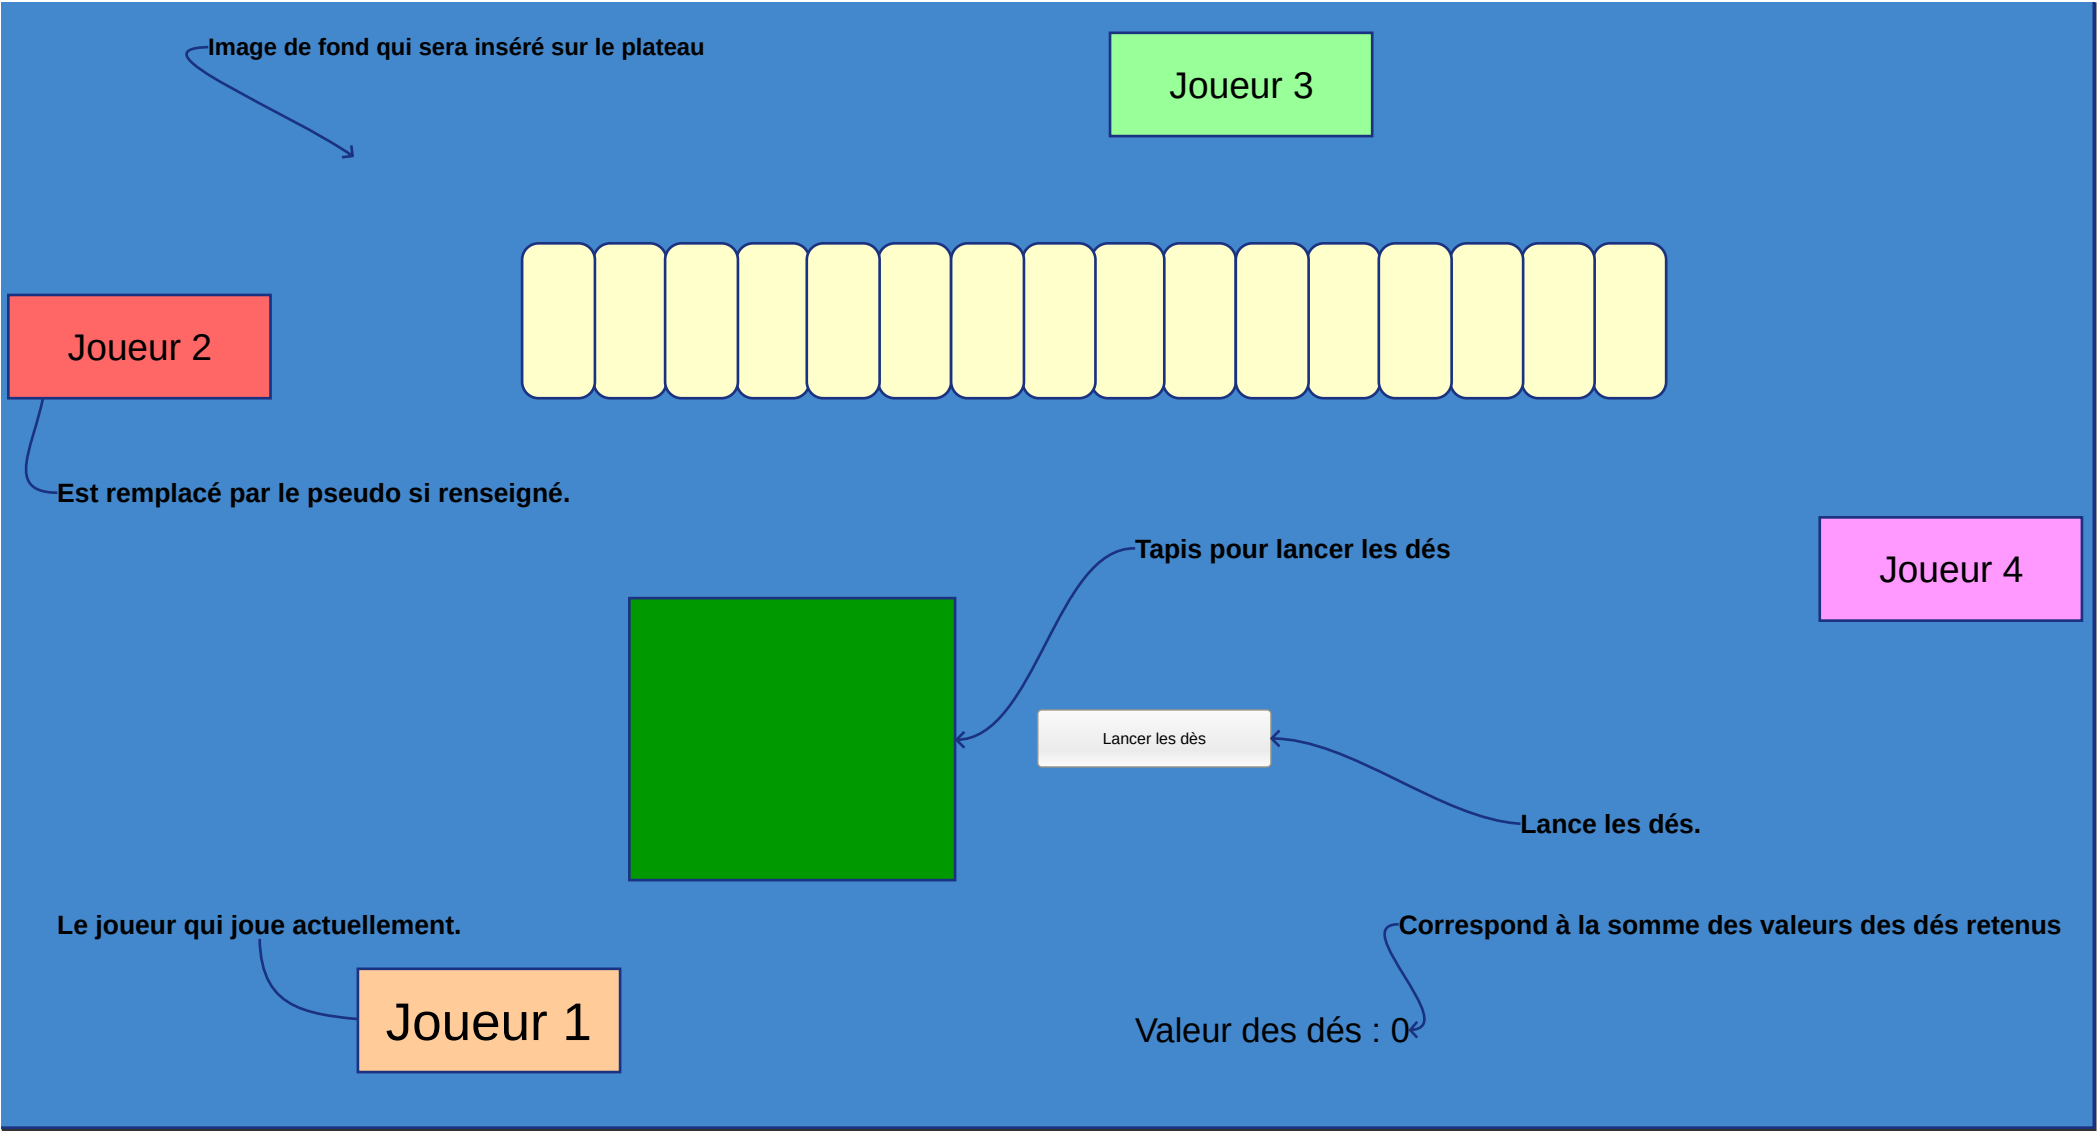 Image de fond qui sera inséré sur le plateau
Joueur 3
Joueur 2
Est remplacé par le pseudo si renseigné.
Tapis pour lancer les dés
Joueur 4
Lancer les dès
Lance les dés.
Le joueur qui joue actuellement.
Correspond à la somme des valeurs des dés retenus
Joueur 1
Valeur des dés : 0